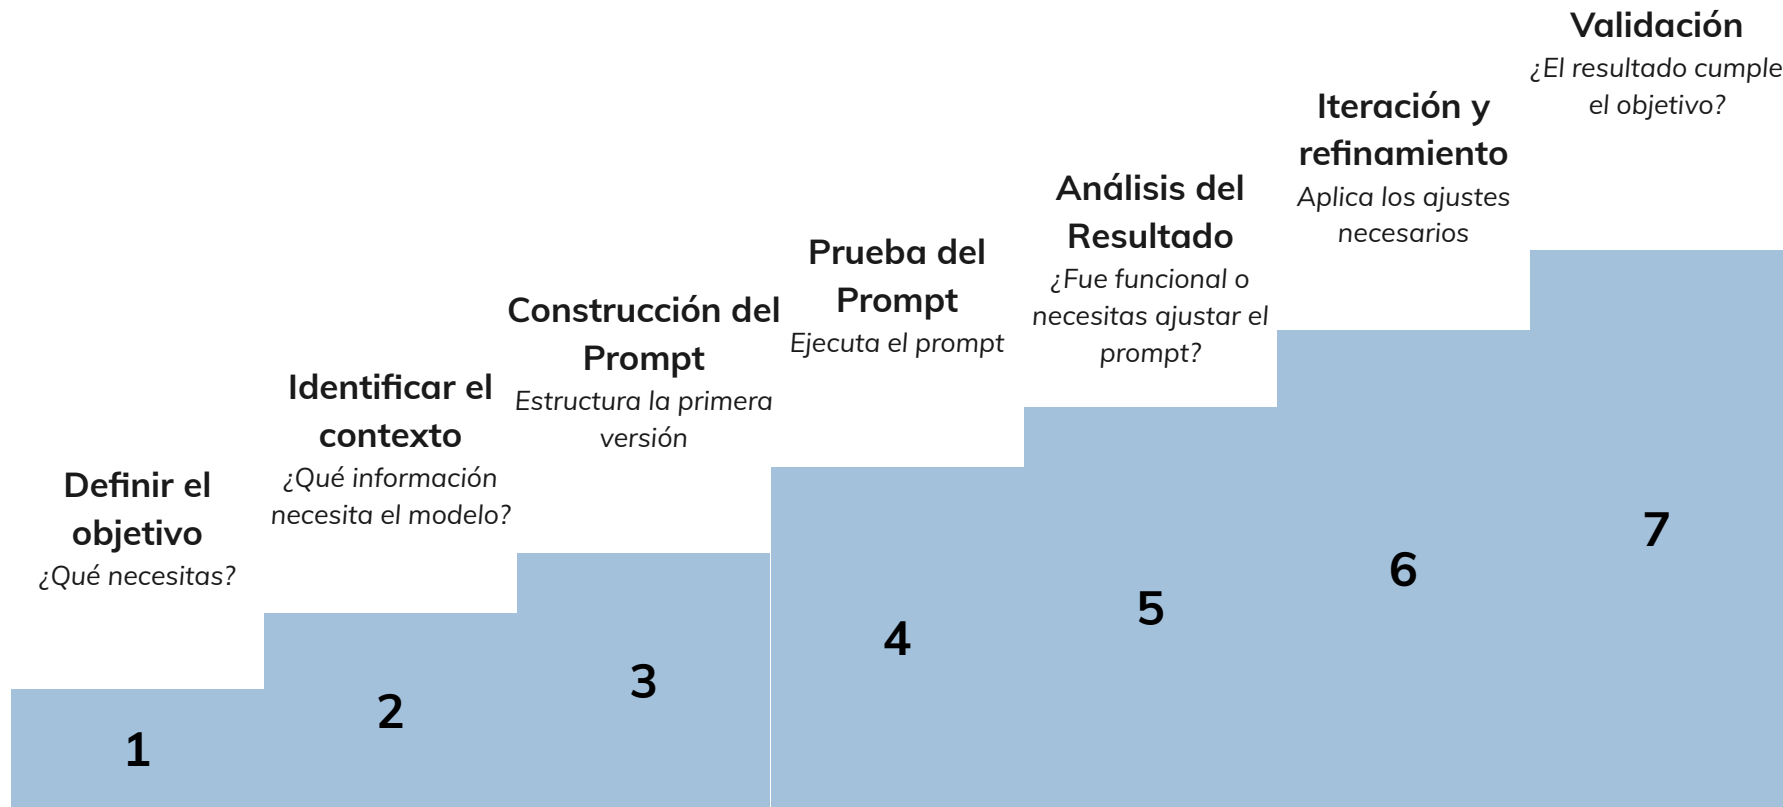 Definir el
objetivo
¿Qué necesitas?
1
Identificar el
contexto
¿Qué información
necesita el modelo?
2
Construcción del
Prompt
Estructura la primera
versión
3
Prueba del
Prompt
Ejecuta el prompt
4
Análisis del
Resultado
¿Fue funcional o
necesitas ajustar el
prompt?
5
Iteración y
refinamiento
Aplica los ajustes
necesarios
6
Validación
¿El resultado cumple
el objetivo?
7